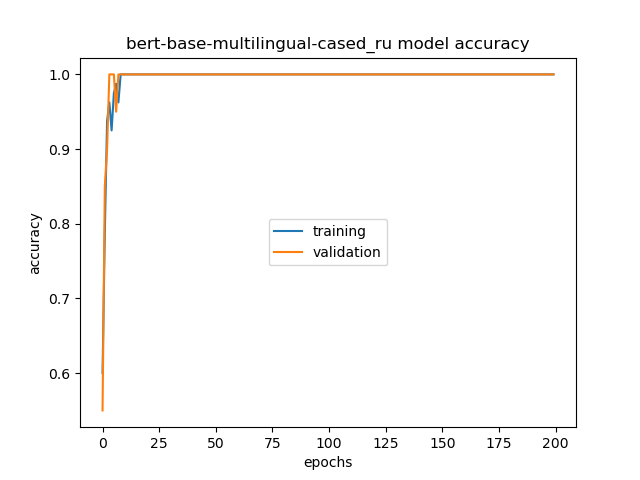 bert-base-multilingual-cased_ru model accuracy
1.0
0.9
0.8
0.7
0.6
accuracy
training
validation
0
25
50
75
100
125
150
175
200
epochs